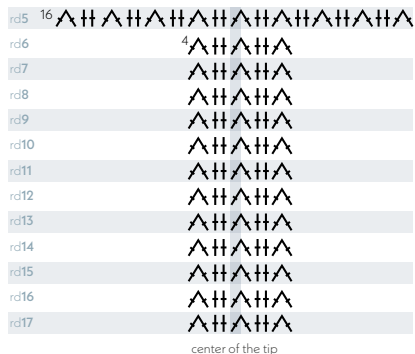 rd5 16
rd6 4
rd7
rd8
rd9
rd10
rd11
rd12
rd13
rd14
rd15
rd16
rd17
center of the tip